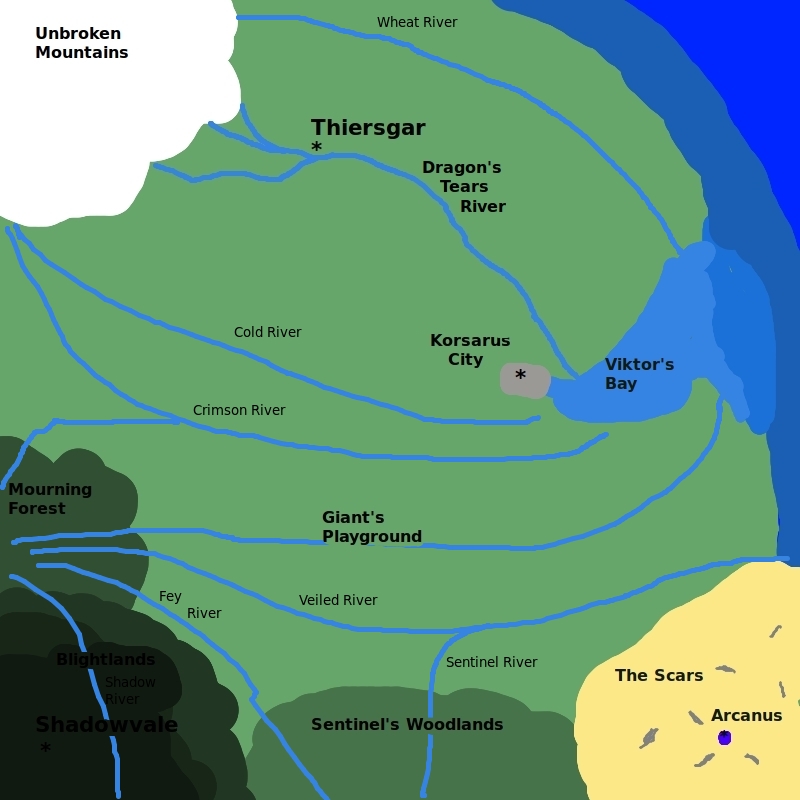 Wheat River
Unbroken
Mountains
Thiersgar
*
Dragon's
Tears
River
Cold River
Korsarus
City
*
Viktor's
Bay
Crimson River
Mourning
Forest
Giant's
Playground
Fey
River
Veiled River
Blightlands
Shadow
River
Sentinel River
The Scars
Shadowvale
*
Sentinel's Woodlands
Arcanus
*